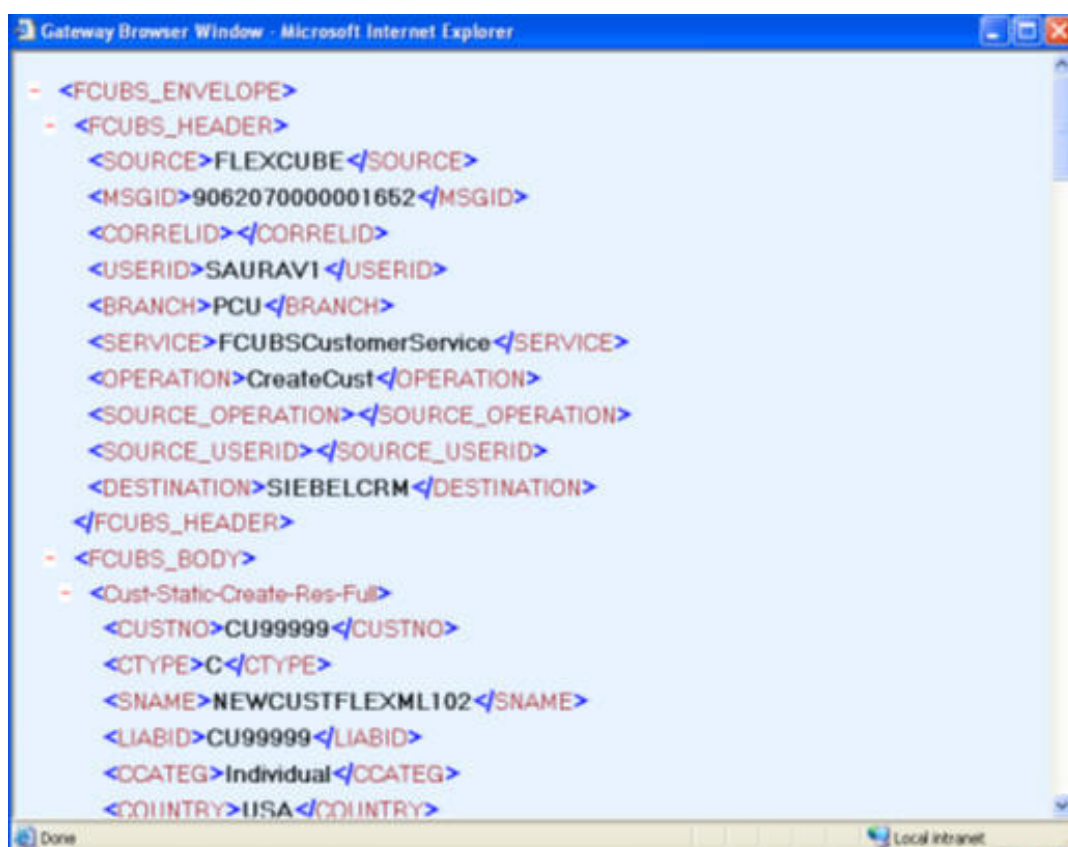 Gateway Browser Window - Microsoft Internet Explorer
- <FCUBS_ENVELOPE>
- <FCUBS_HEADER>
<SOURCE>FLEXCUBE</SOURCE>
<MSGID>9062070000001652</MSGID>
<CORRELID></CORRELID>
<USERID>SAURAV1</USERID>
<BRANCH>PCU</BRANCH>
<SERVICE>FCUBSCustomerService</SERVICE>
<OPERATION>CreateCust</OPERATION>
<SOURCE_OPERATION></SOURCE_OPERATION>
<SOURCE_USERID></SOURCE_USERID>
<DESTINATION>SIEBELCRM</DESTINATION>
</FCUBS_HEADER>
- <FCUBS_BODY>
- <Cust-Static-Create-Res-Full>
<CUSTNO>CU99999</CUSTNO>
<CTYPE>C</CTYPE>
<SNAME>NEWCUSTFLEXML102</SNAME>
<LIABID>CU99999</LIABID>
<CCATEG>Individual</CCATEG>
<COUNTRY>USA</COUNTRY>
Done Local intranet